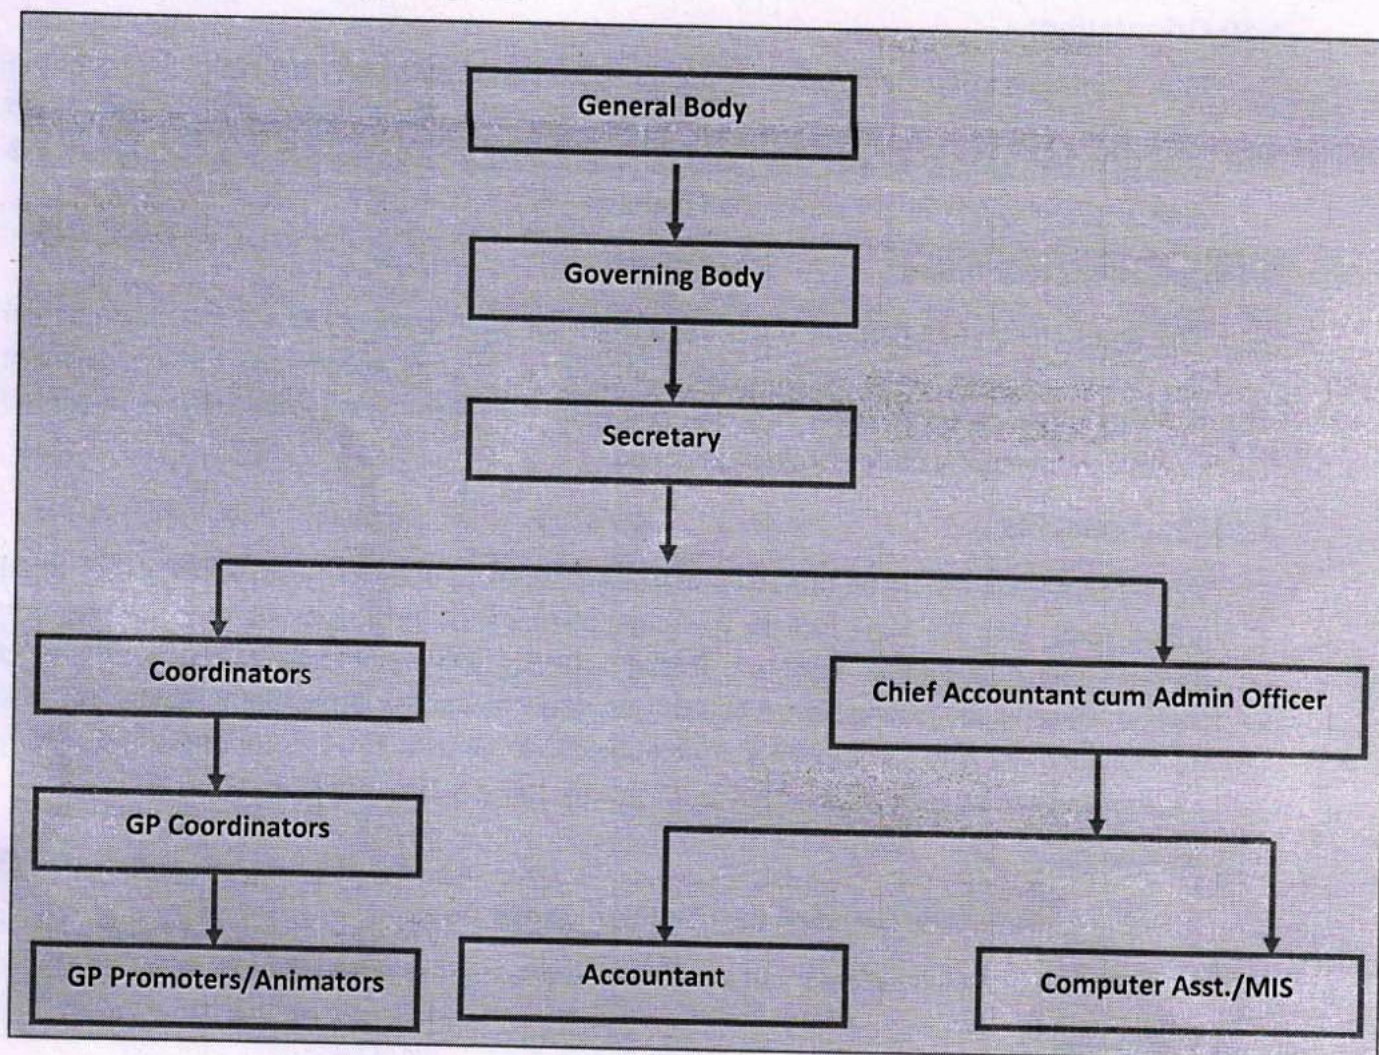 General Body
Governing Body
Secretary
Coordinators
Chief Accountant cum Admin Officer
GP Coordinators
GP Promoters/Animators
Accountant
Computer Asst./MIS